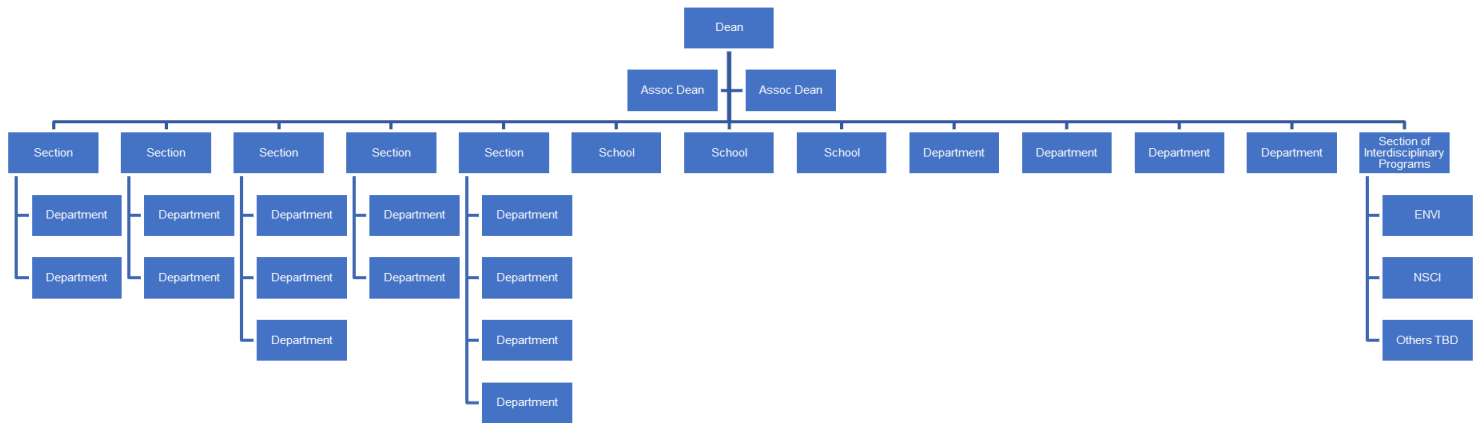 Dean
Assoc Dean
Assoc Dean
Section
Section
Section
Section
Section
School
School
School
Department
Department
Department
Department
Section of
Interdisciplinary
Programs
Department
Department
Department
Department
Department
ENVI
Department
Department
Department
Department
Department
NSCI
Department
Department
Others TBD
Department